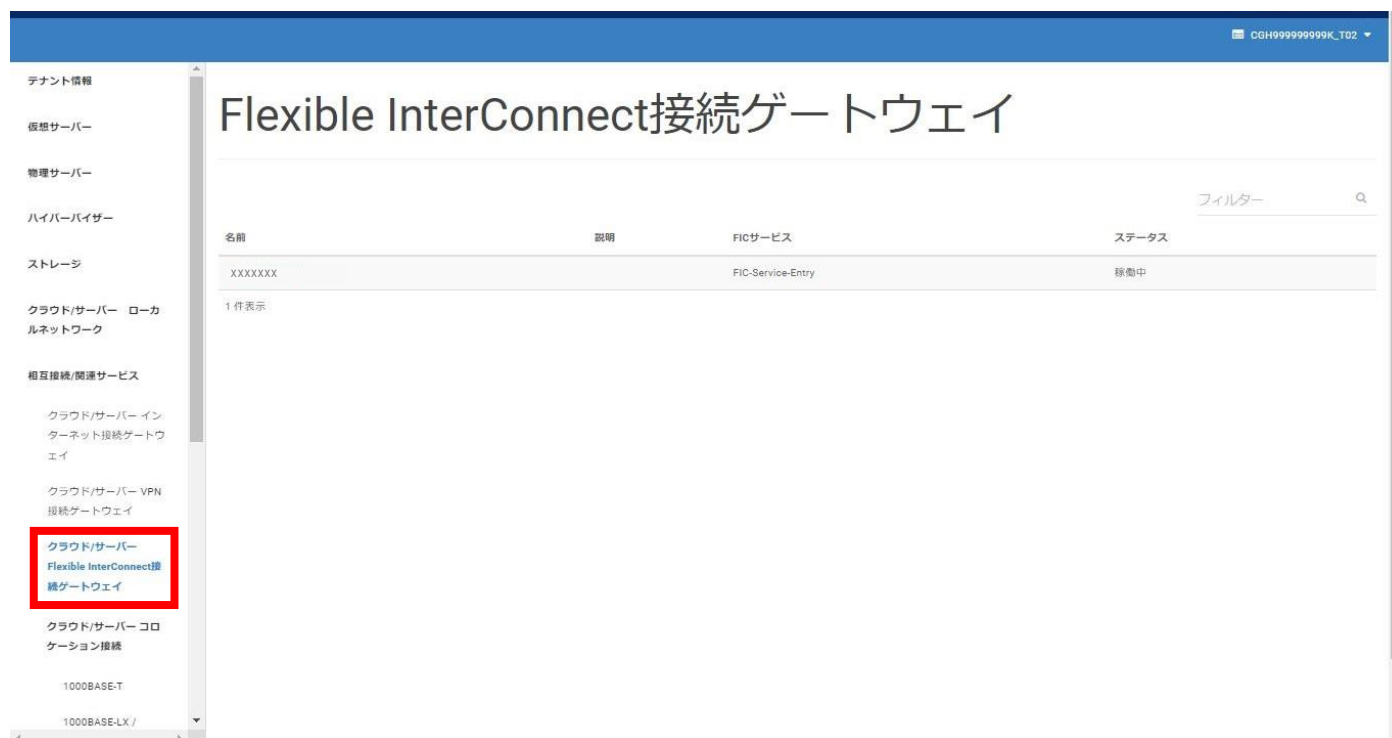 CGH999999999K_T02
テナント情報
仮想サーバー
物理サーバー
ハイパーバイザー
ストレージ
クラウド/サーバー ローカ
ルネットワーク
相互接続/関連サービス
クラウド/サーバー イン
ターネット接続ゲートウ
ェイ
クラウド/サーバー VPN
接続ゲートウェイ
クラウド/サーバー
Flexible InterConnect接
続ゲートウェイ
クラウド/サーバー コロ
ケーション接続
1000BASE-T
1000BASE-LX /
Flexible InterConnect接続ゲートウェイ
フィルター
名前 説明 FICサービス ステータス
XXXXXXX FIC-Service-Entry 稼働中
1 件表示